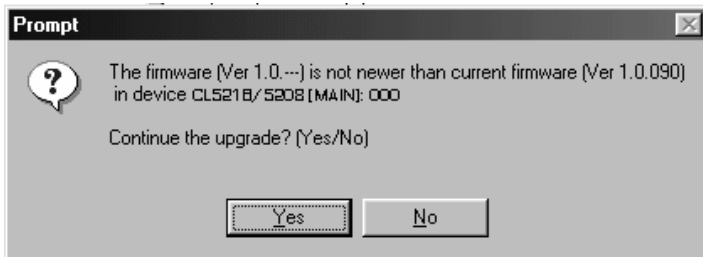 Prompt
The firmware (Ver 1.0.---) is not newer than current firmware (Ver 1.0.090)
in device CL5216/5208 [MAIN]: 000
Continue the upgrade? (Yes/No)
Yes No